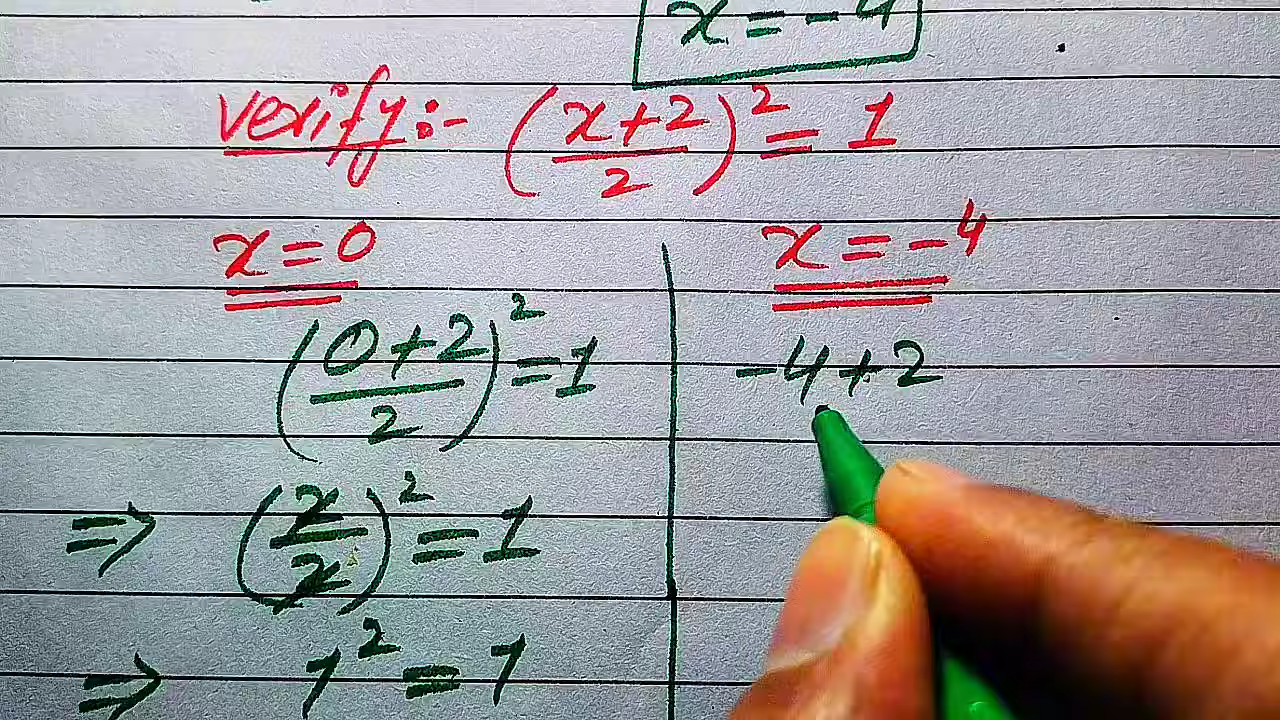 x = -4
verify :- ((x+2)/2)² = 1
x = 0
((0+2)/2)² = 1
⇒ (2/2)² = 1
⇒ 1² = 1
x = -4
-4+2